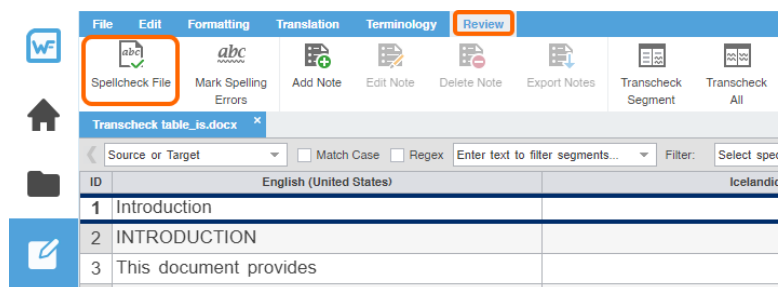 File Edit Formatting Translation Terminology Review
WF
abc abc
Spellcheck File Mark Spelling Errors Add Note Edit Note Delete Note Export Notes Transcheck Segment Transcheck All
Transcheck table_is.docx ×
Source or Target Match Case Regex Enter text to filter segments... Filter: Select spec
ID English (United States) Icelandic
1 Introduction
2 INTRODUCTION
3 This document provides